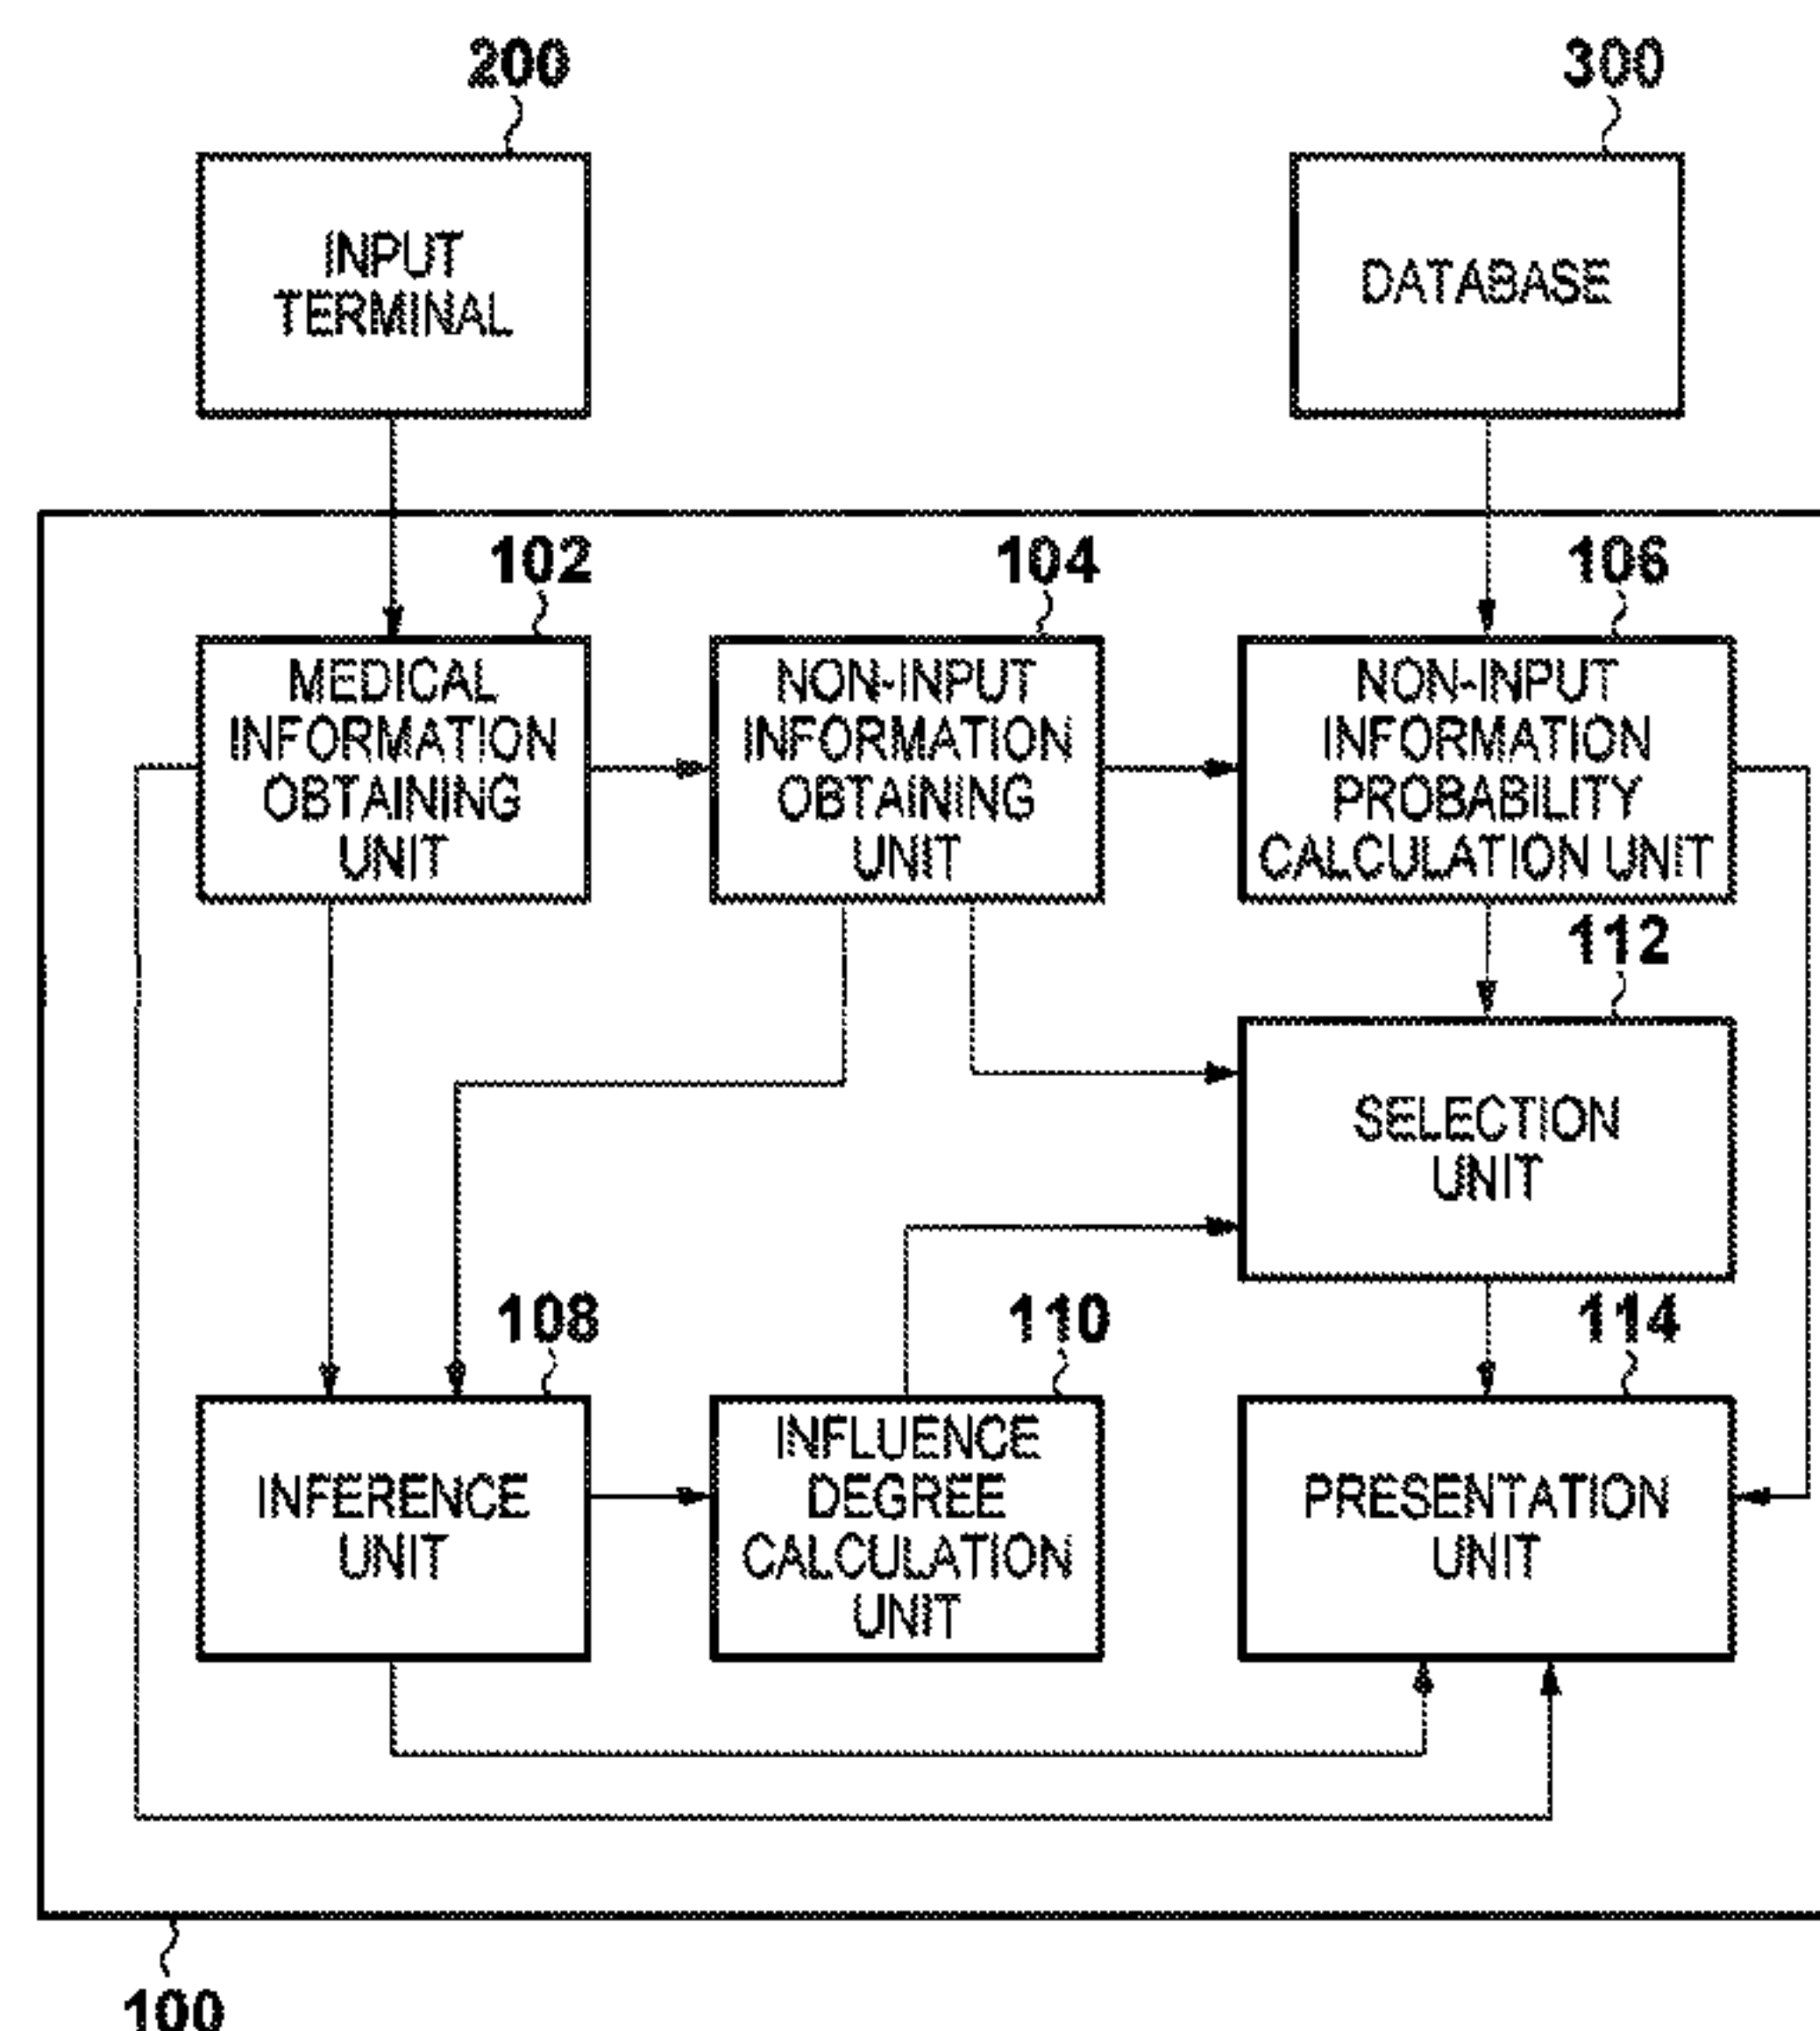 200
300
INPUT
TERMINAL
DATABASE
102
104
106
MEDICAL
INFORMATION
OBTAINING
UNIT
NON-INPUT
INFORMATION
OBTAINING
UNIT
NON-INPUT
INFORMATION
PROBABILITY
CALCULATION UNIT
112
SELECTION
UNIT
108
110
114
INFERENCE
UNIT
INFLUENCE
DEGREE
CALCULATION
UNIT
PRESENTATION
UNIT
100